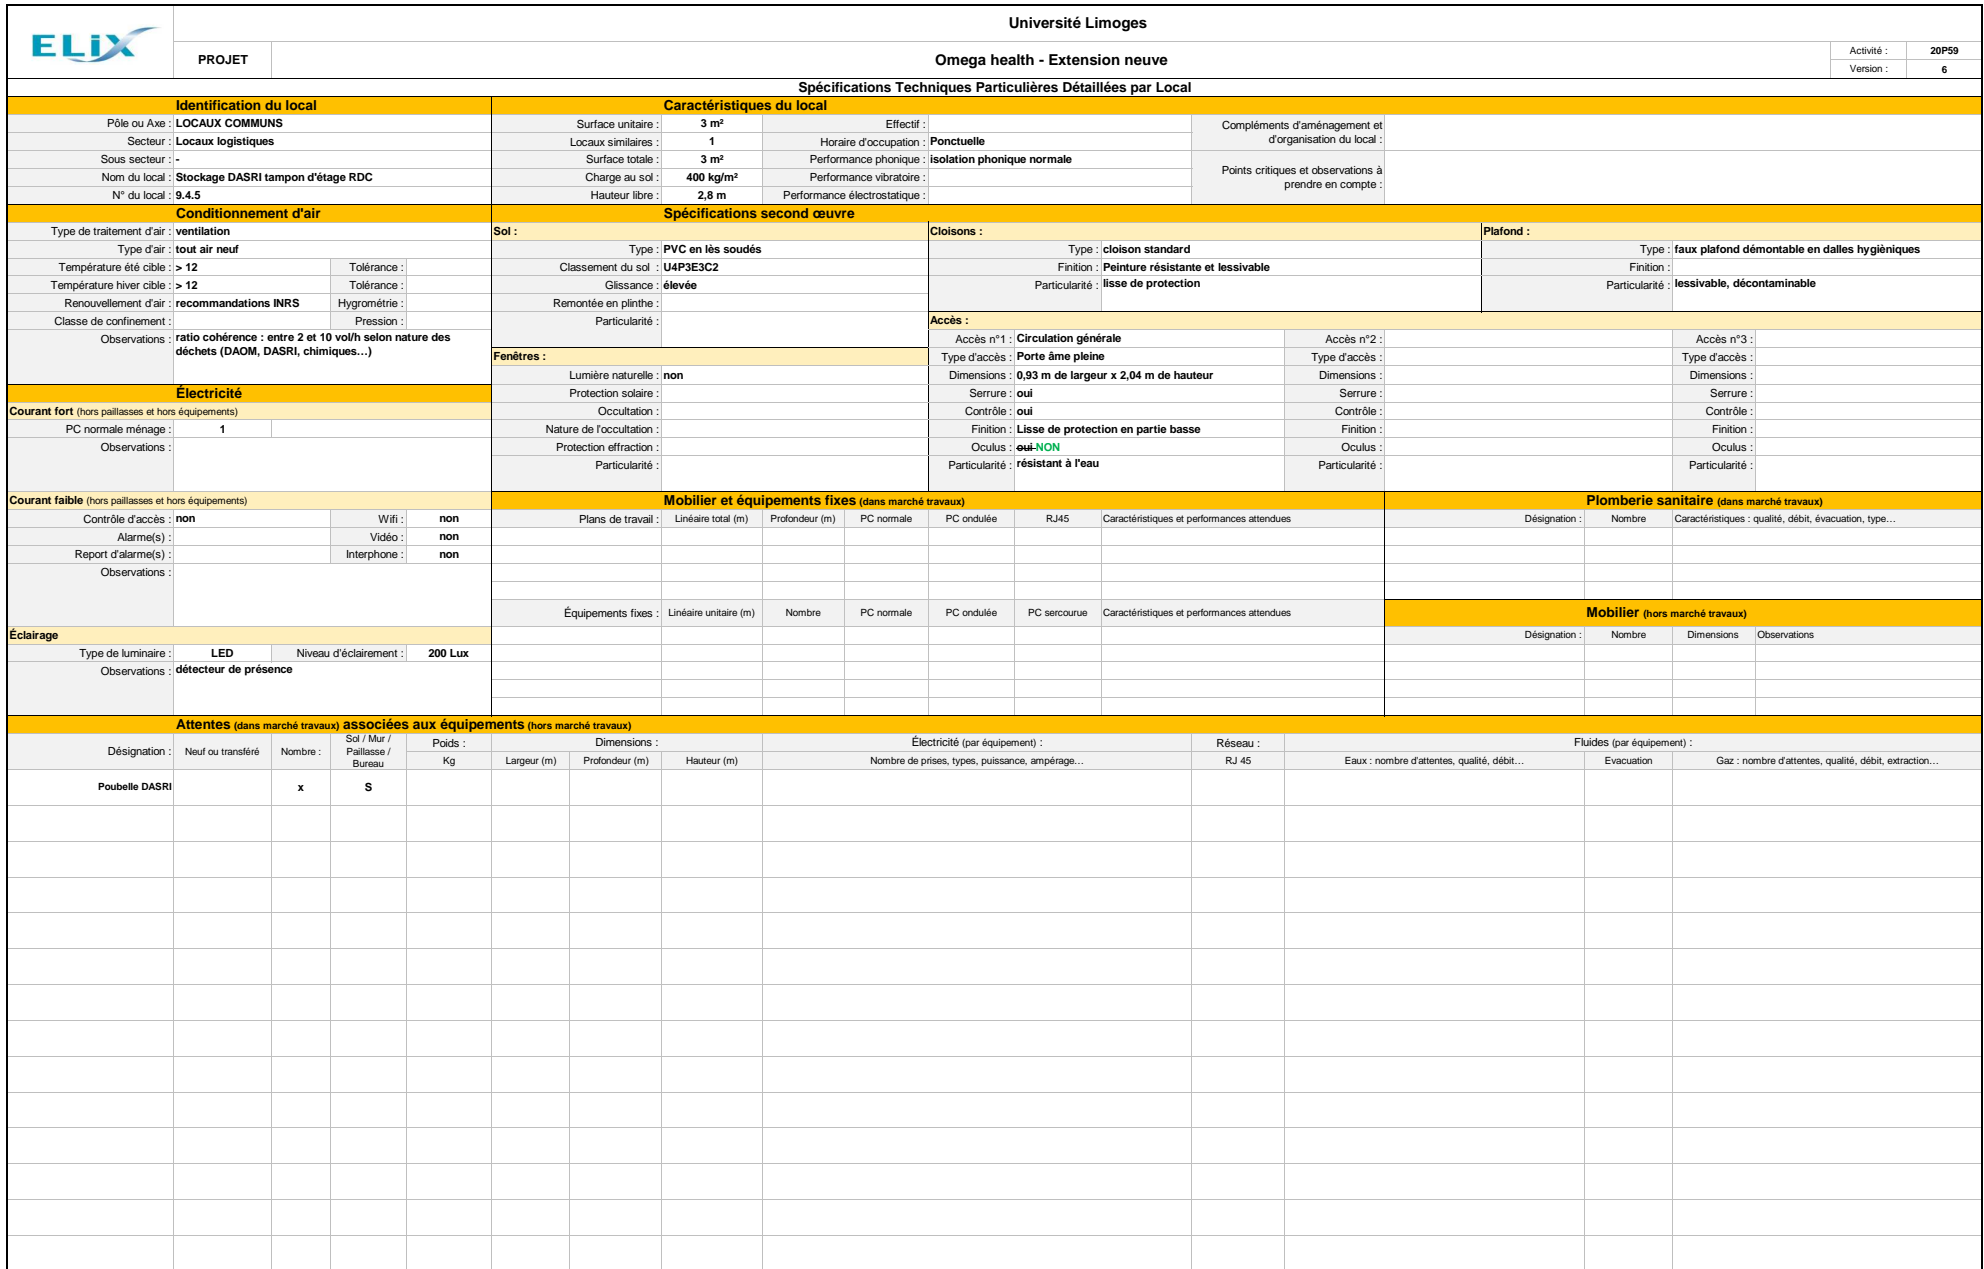 ELiX
Université Limoges
PROJET
Omega health - Extension neuve
Activité : 20P59
Version : 6
Spécifications Techniques Particulières Détaillées par Local
Identification du local
Pôle ou Axe : LOCAUX COMMUNS
Secteur : Locaux logistiques
Sous secteur : -
Nom du local : Stockage DASRI tampon d'étage RDC
N° du local : 9.4.5
Caractéristiques du local
Surface unitaire : 3 m² Effectif :
Locaux similaires : 1 Horaire d'occupation : Ponctuelle
Surface totale : 3 m² Performance phonique : isolation phonique normale
Charge au sol : 400 kg/m² Performance vibratoire :
Hauteur libre : 2,8 m Performance électrostatique :
Compléments d'aménagement et
d'organisation du local :
Points critiques et observations à
prendre en compte :
Conditionnement d'air
Type de traitement d'air : ventilation
Type d'air : tout air neuf
Température été cible : > 12 Tolérance :
Température hiver cible : > 12 Tolérance :
Renouvellement d'air : recommandations INRS Hygrométrie :
Classe de confinement : Pression :
Observations : ratio cohérence : entre 2 et 10 vol/h selon nature des
déchets (DAOM, DASRI, chimiques…)
Spécifications second œuvre
Sol :
Type : PVC en lès soudés
Classement du sol : U4P3E3C2
Glissance : élevée
Remontée en plinthe :
Particularité :
Cloisons :
Type : cloison standard
Finition : Peinture résistante et lessivable
Particularité : lisse de protection
Plafond :
Type : faux plafond démontable en dalles hygièniques
Finition :
Particularité : lessivable, décontaminable
Fenêtres :
Lumière naturelle : non
Protection solaire :
Occultation :
Nature de l'occultation :
Protection effraction :
Particularité :
Accès :
Accès n°1 : Circulation générale Accès n°2 : Accès n°3 :
Type d'accès : Porte âme pleine Type d'accès : Type d'accès :
Dimensions : 0,93 m de largeur x 2,04 m de hauteur Dimensions : Dimensions :
Serrure : oui Serrure : Serrure :
Contrôle : oui Contrôle : Contrôle :
Finition : Lisse de protection en partie basse Finition : Finition :
Oculus : oui NON Oculus : Oculus :
Particularité : résistant à l'eau Particularité : Particularité :
Électricité
Courant fort (hors paillasses et hors équipements)
PC normale ménage : 1
Observations :
Courant faible (hors paillasses et hors équipements)
Contrôle d'accès : non Wifi : non
Alarme(s) : Vidéo : non
Report d'alarme(s) : Interphone : non
Observations :
Éclairage
Type de luminaire : LED Niveau d'éclairement : 200 Lux
Observations : détecteur de présence
Mobilier et équipements fixes (dans marché travaux)
Plans de travail : Linéaire total (m) Profondeur (m) PC normale PC ondulée RJ45 Caractéristiques et performances attendues
Équipements fixes : Linéaire unitaire (m) Nombre PC normale PC ondulée PC sercourue Caractéristiques et performances attendues
Plomberie sanitaire (dans marché travaux)
Désignation : Nombre Caractéristiques : qualité, débit, évacuation, type…
Mobilier (hors marché travaux)
Désignation : Nombre Dimensions Observations
Attentes (dans marché travaux) associées aux équipements (hors marché travaux)
Désignation : Neuf ou transféré Nombre :
Sol / Mur /
Paillasse /
Bureau
Poids : Dimensions : Électricité (par équipement) : Réseau : Fluides (par équipement) :
Kg Largeur (m) Profondeur (m) Hauteur (m) Nombre de prises, types, puissance, ampérage… RJ 45 Eaux : nombre d'attentes, qualité, débit… Evacuation Gaz : nombre d'attentes, qualité, débit, extraction…
Poubelle DASRI x S